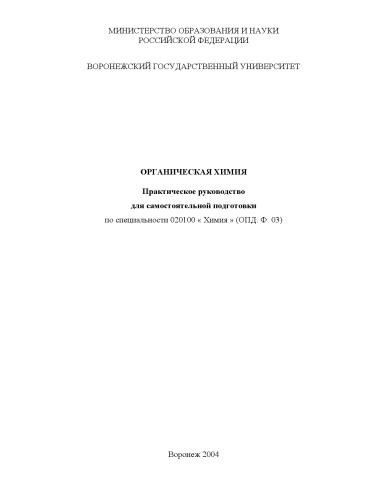 МИНИСТЕРСТВО ОБРАЗОВАНИЯ И НАУКИ
РОССИЙСКОЙ ФЕДЕРАЦИИ
ВОРОНЕЖСКИЙ ГОСУДАРСТВЕННЫЙ УНИВЕРСИТЕТ
ОРГАНИЧЕСКАЯ ХИМИЯ
Практическое руководство
для самостоятельной подготовки
по специальности 020100 « Химия » (ОПД. Ф. 03)
Воронеж 2004